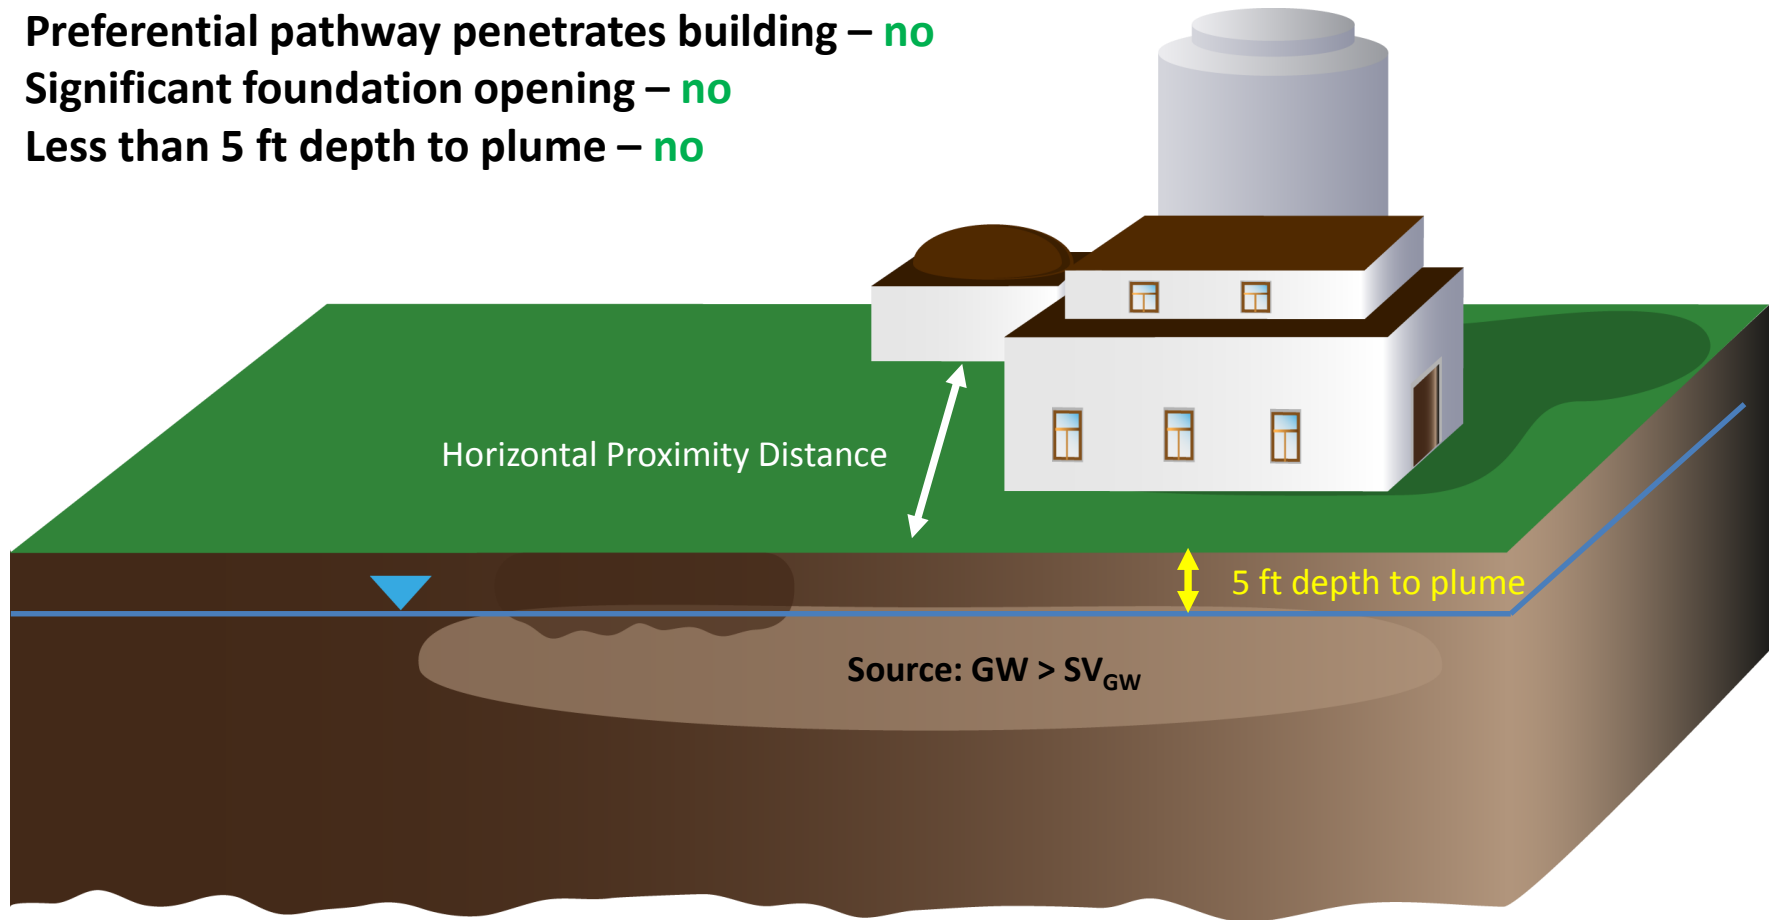 Preferential pathway penetrates building – no
Significant foundation opening – no
Less than 5 ft depth to plume – no
Horizontal Proximity Distance
5 ft depth to plume
Source: GW > SVGW